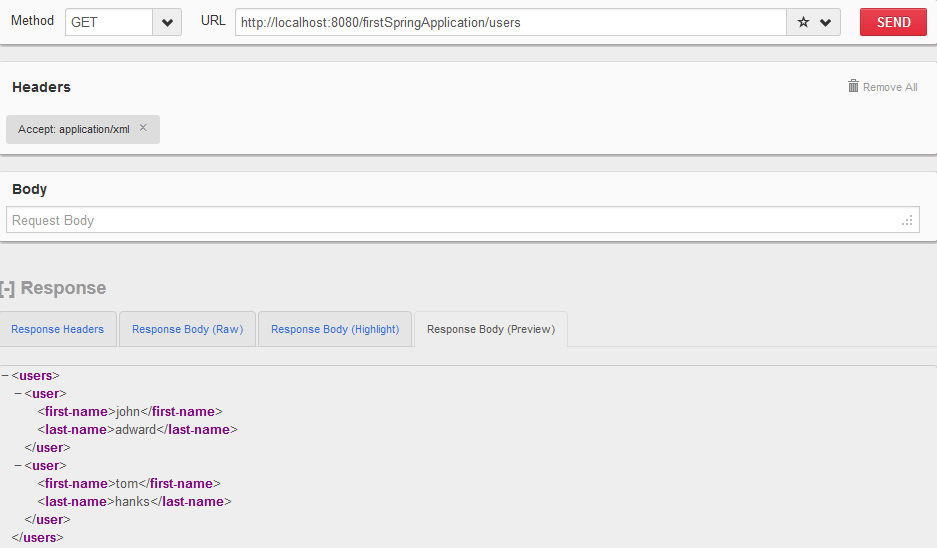 Method GET URL http://localhost:8080/firstSpringApplication/users SEND
Headers Remove All
Accept: application/xml ×
Body
Request Body
[-] Response
Response Headers Response Body (Raw) Response Body (Highlight) Response Body (Preview)
– <users>
– <user>
<first-name>john</first-name>
<last-name>adward</last-name>
</user>
– <user>
<first-name>tom</first-name>
<last-name>hanks</last-name>
</user>
</users>